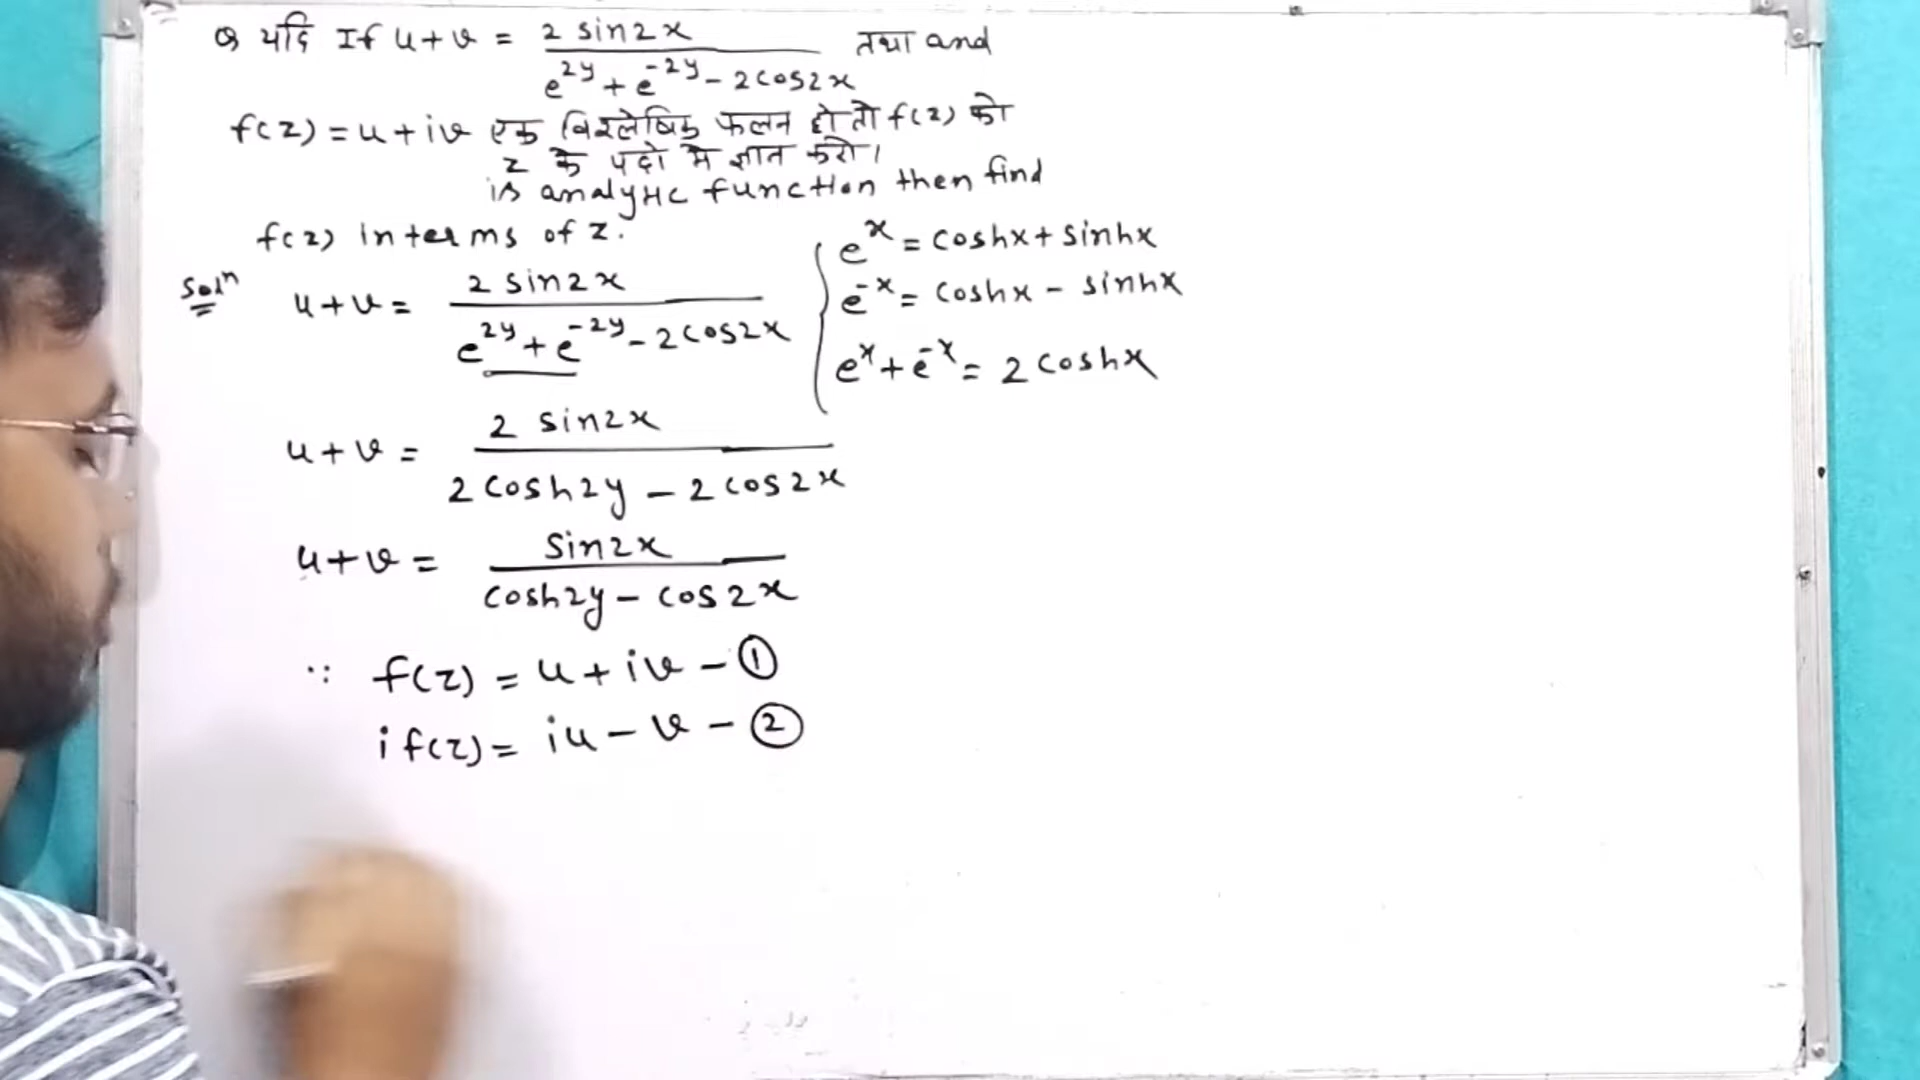 Q यदि If u+v = 2 sin2x / e^{2y} + e^{-2y} - 2cos2x तथा and
f(z) = u+iv एक विश्लेषिक फलन हो तो f(z) को
z के पदो मे ज्ञात करो।
is analytic function then find
f(z) in terms of z.
Solⁿ u+v = 2 sin2x / e^{2y} + e^{-2y} - 2cos2x
e^x = coshx + sinhx
e^{-x} = coshx - sinhx
e^x + e^{-x} = 2 coshx
u+v = 2 sin2x / 2 cosh2y - 2 cos2x
u+v = sin2x / cosh2y - cos2x
∵ f(z) = u+iv - ①
i f(z) = iu - v - ②